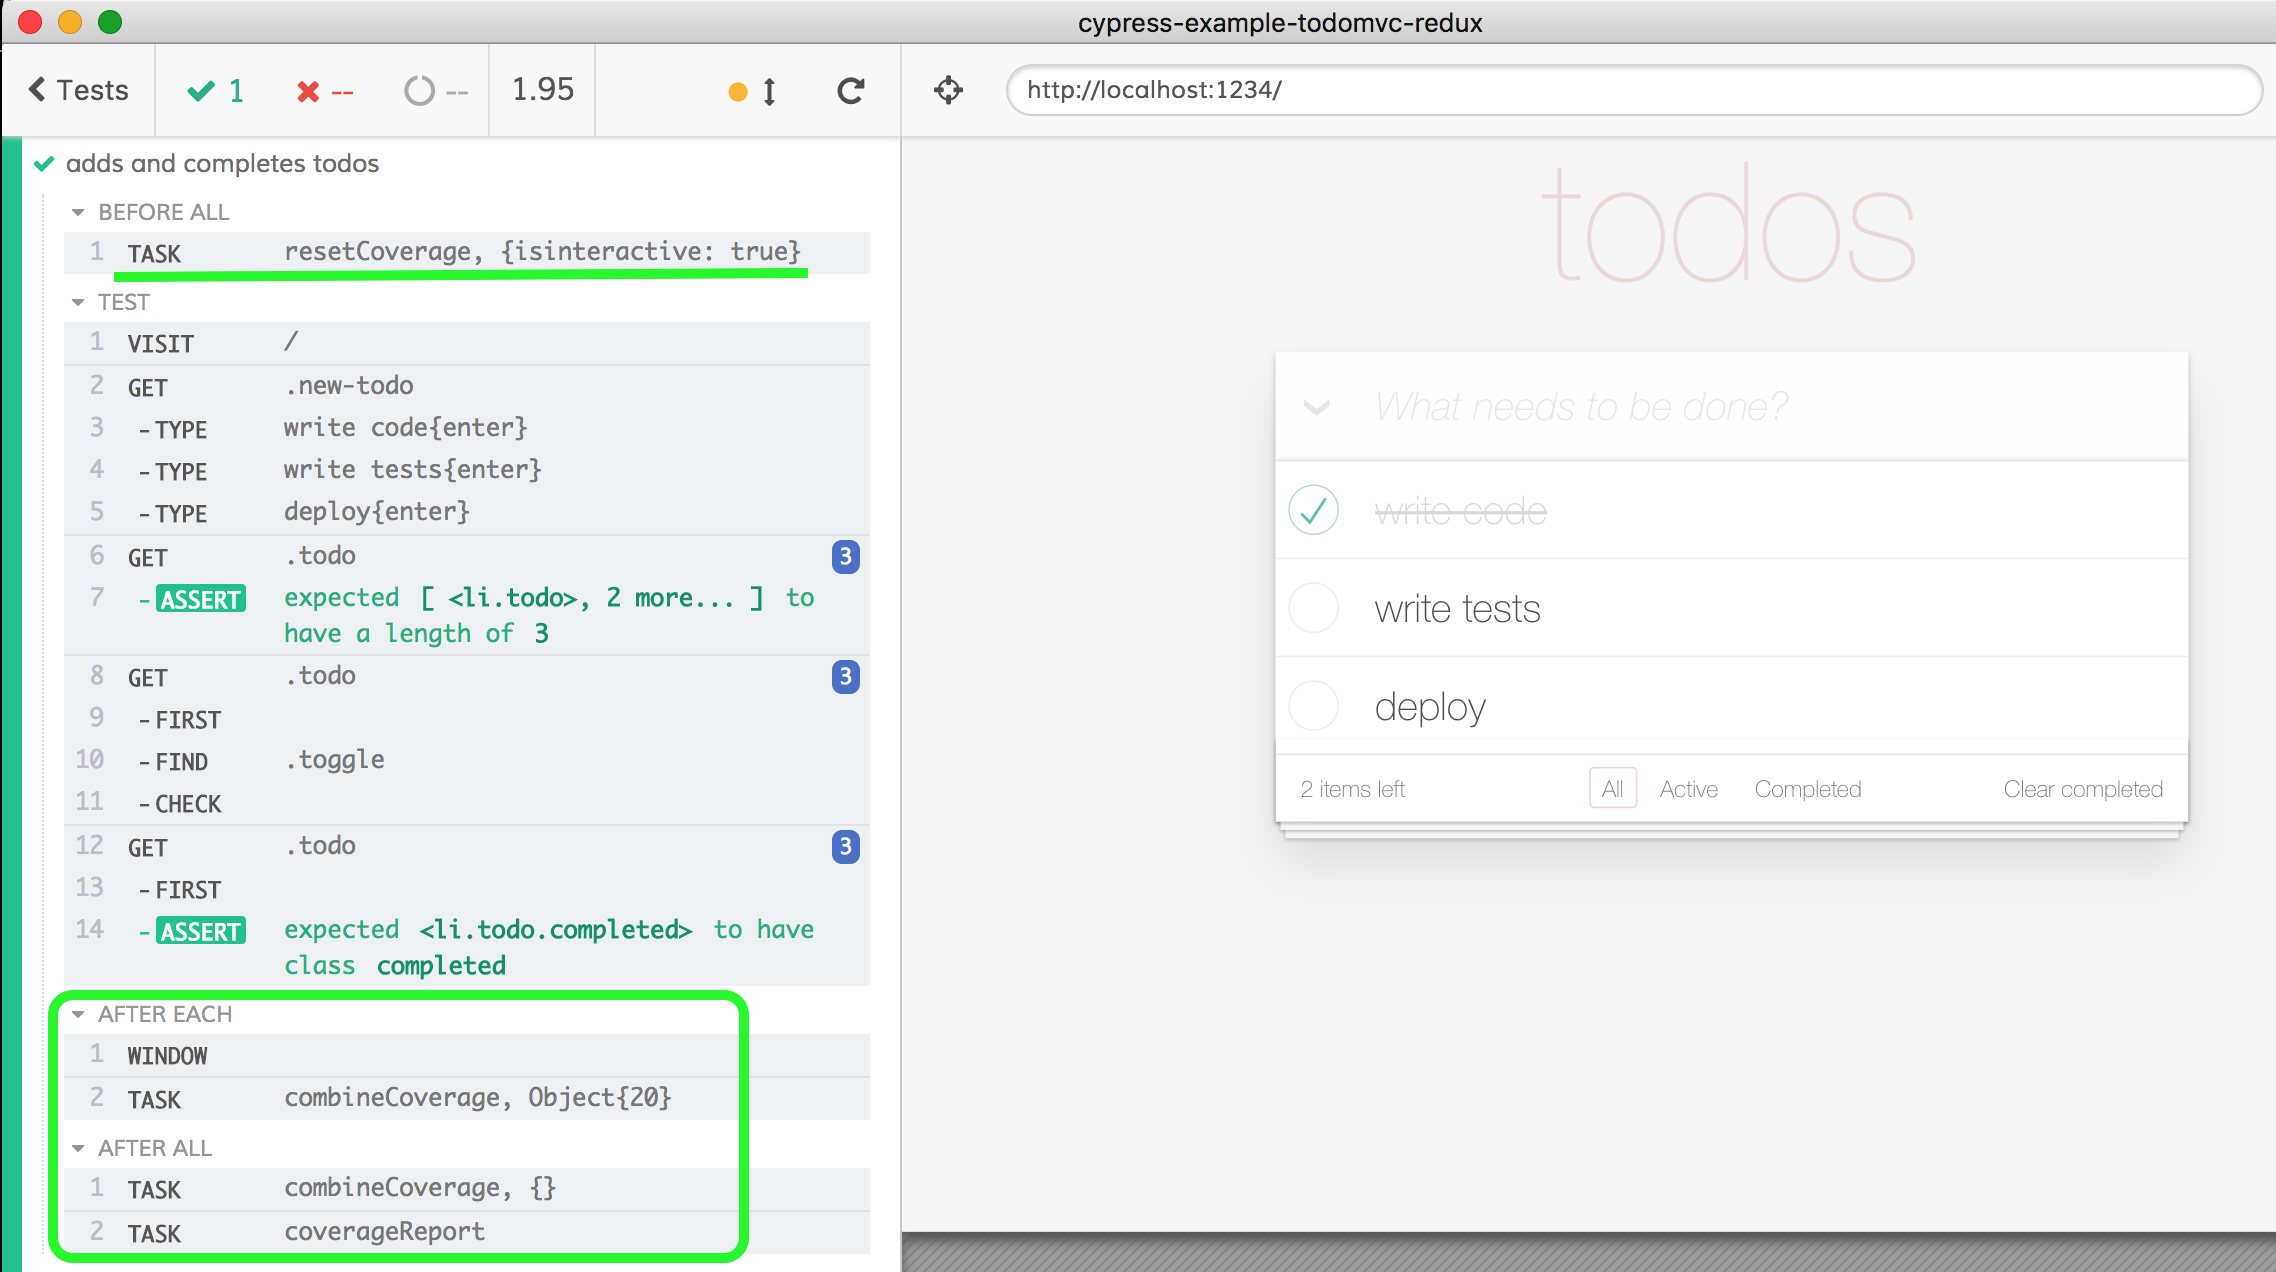 cypress-example-todomvc-redux
Tests
1
--
--
1.95
http://localhost:1234/
adds and completes todos
BEFORE ALL
1 TASK resetCoverage, {isinteractive: true}
TEST
1 VISIT /
2 GET .new-todo
3 -TYPE write code{enter}
4 -TYPE write tests{enter}
5 -TYPE deploy{enter}
6 GET .todo 3
7 -ASSERT expected [ <li.todo>, 2 more... ] to
have a length of 3
8 GET .todo 3
9 -FIRST
10 -FIND .toggle
11 -CHECK
12 GET .todo 3
13 -FIRST
14 -ASSERT expected <li.todo.completed> to have
class completed
AFTER EACH
1 WINDOW
2 TASK combineCoverage, Object{20}
AFTER ALL
1 TASK combineCoverage, {}
2 TASK coverageReport
todos
What needs to be done?
write code
write tests
deploy
2 items left All Active Completed Clear completed